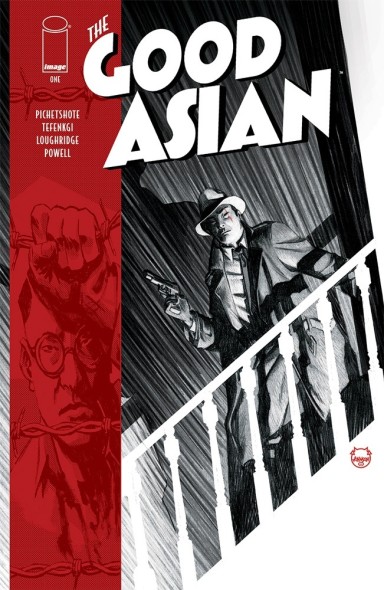 THE
GOOD
ASIAN
image
ONE
PICHETSHOTE
TEFENKGI
LOUGHRIDGE
POWELL